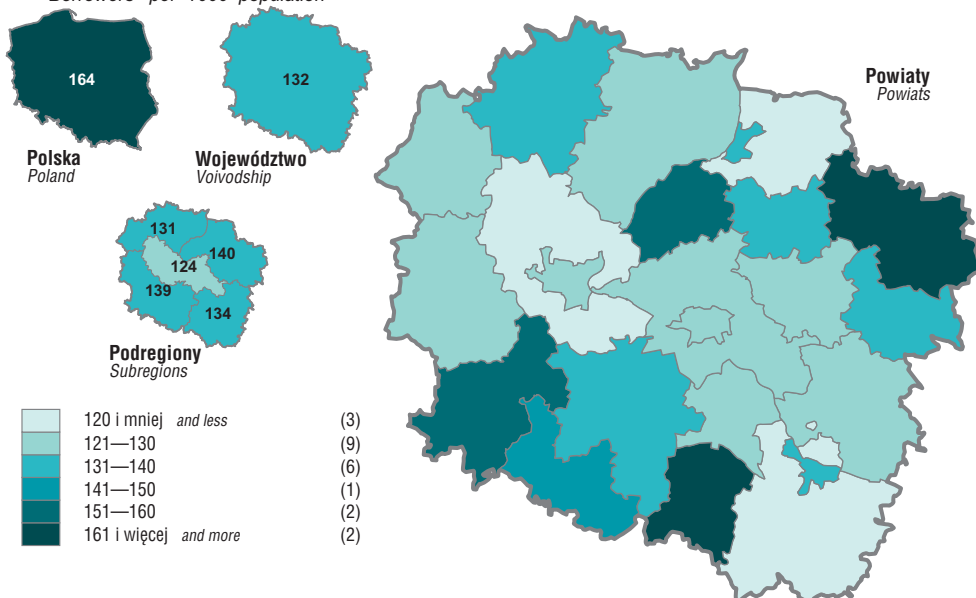 Borrowers per 1000 population
164
132
Powiaty
Powiats
Polska
Poland
Województwo
Voivodship
131
140
124
139
134
Podregiony
Subregions
120 i mniej and less (3)
121—130 (9)
131—140 (6)
141—150 (1)
151—160 (2)
161 i więcej and more (2)